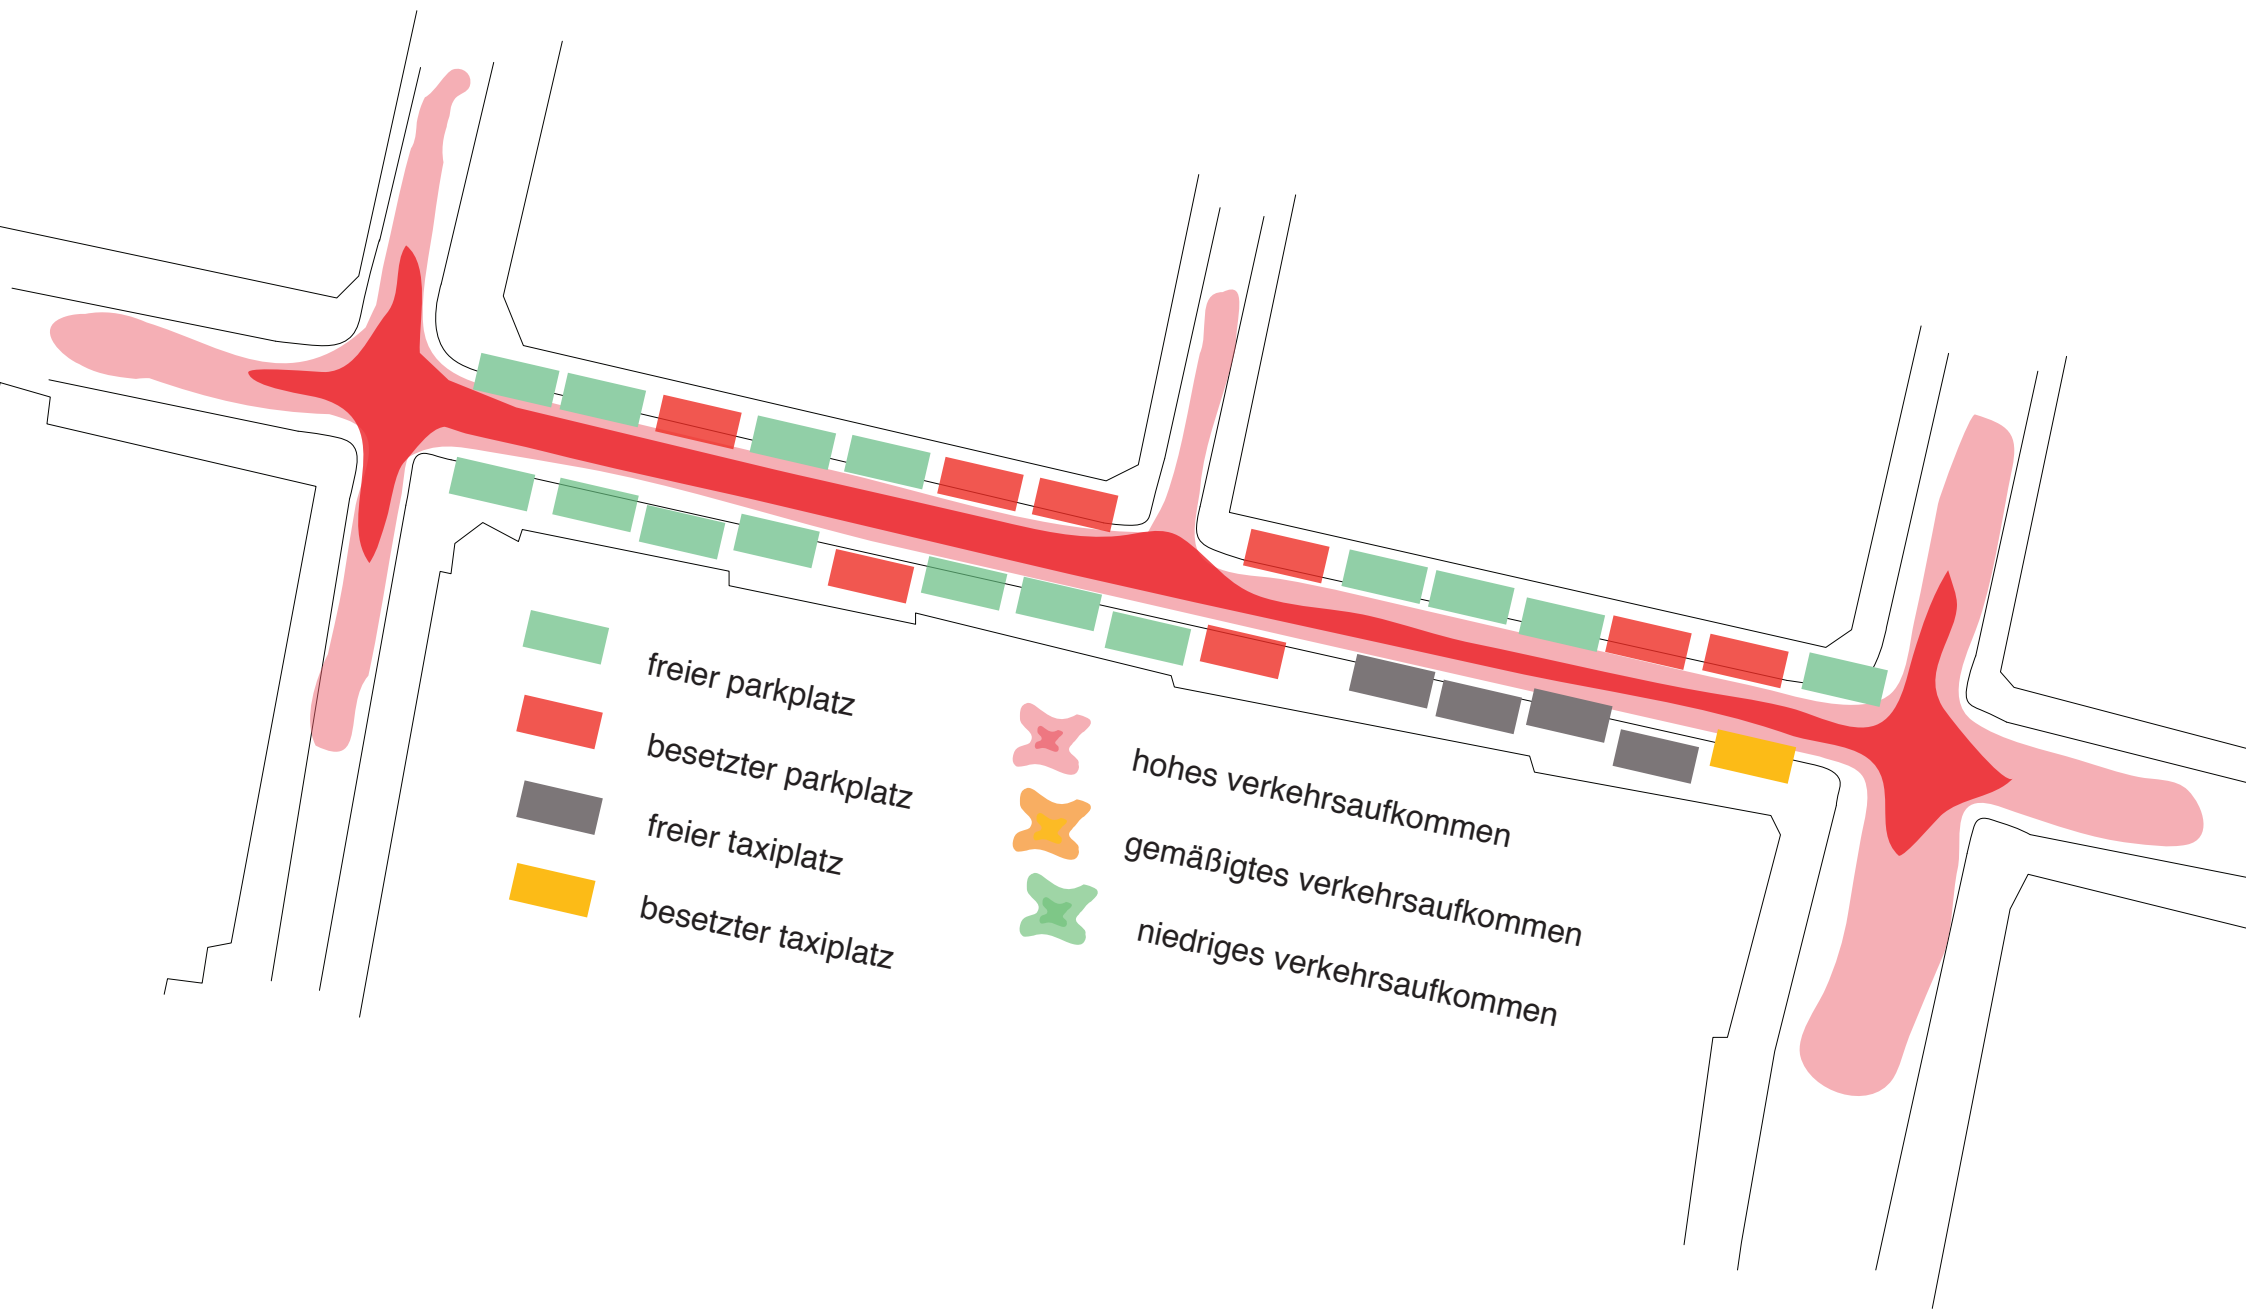 freier parkplatz
besetzter parkplatz
freier taxiplatz
besetzter taxiplatz
hohes verkehrsaufkommen
gemäßigtes verkehrsaufkommen
niedriges verkehrsaufkommen